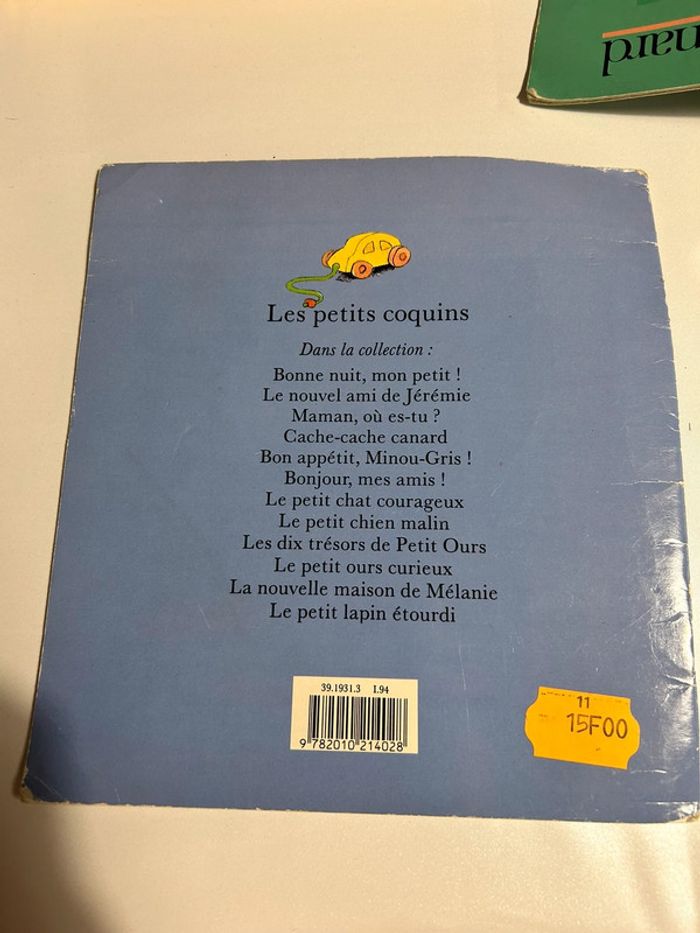 nard
Les petits coquins
Dans la collection :
Bonne nuit, mon petit !
Le nouvel ami de Jérémie
Maman, où es-tu ?
Cache-cache canard
Bon appétit, Minou-Gris !
Bonjour, mes amis !
Le petit chat courageux
Le petit chien malin
Les dix trésors de Petit Ours
Le petit ours curieux
La nouvelle maison de Mélanie
Le petit lapin étourdi
39.1931.3 I.94
9 782010 214028
11
15F00